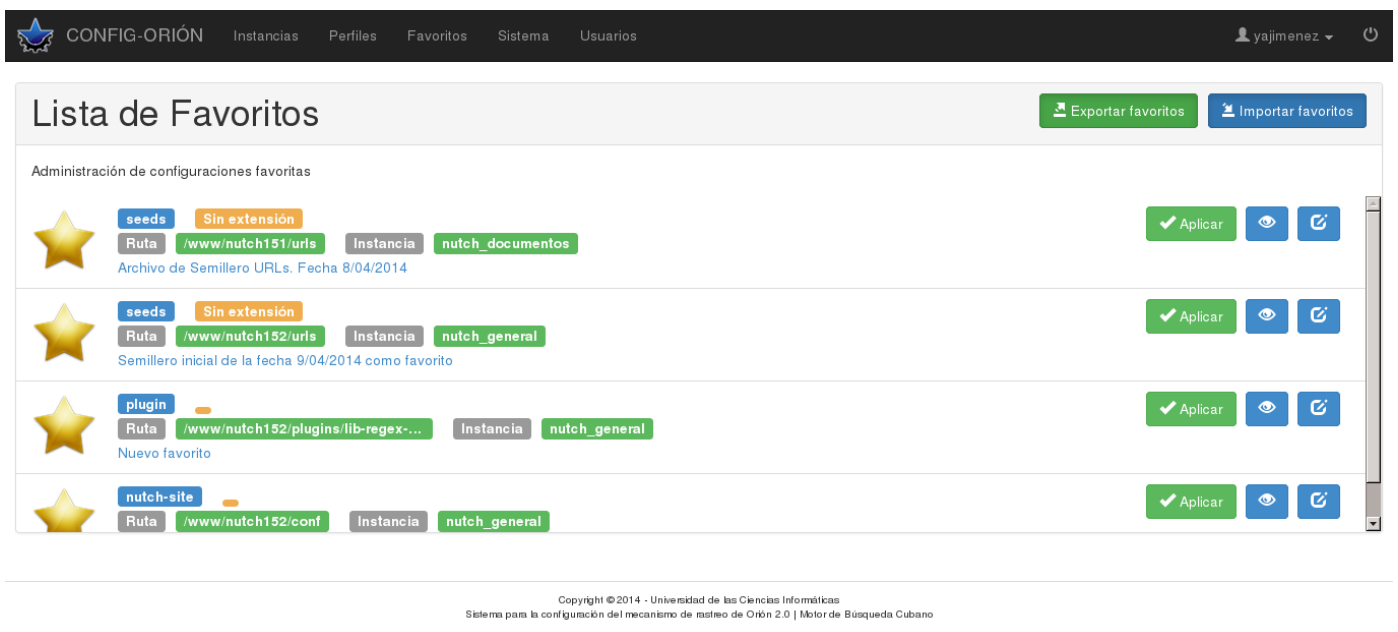 CONFIG-ORIÓN Instancias Perfiles Favoritos Sistema Usuarios yajimenez
Lista de Favoritos Exportar favoritos Importar favoritos
Administración de configuraciones favoritas
seeds Sin extensión Aplicar
Ruta /www/nutch151/urls Instancia nutch_documentos
Archivo de Semillero URLs. Fecha 8/04/2014
seeds Sin extensión Aplicar
Ruta /www/nutch152/urls Instancia nutch_general
Semillero inicial de la fecha 9/04/2014 como favorito
plugin Aplicar
Ruta /www/nutch152/plugins/lib-regex-... Instancia nutch_general
Nuevo favorito
nutch-site Aplicar
Ruta /www/nutch152/conf Instancia nutch_general
Copyright © 2014 - Universidad de las Ciencias Informáticas
Sistema para la configuración del mecanismo de rastreo de Orión 2.0 | Motor de Búsqueda Cubano